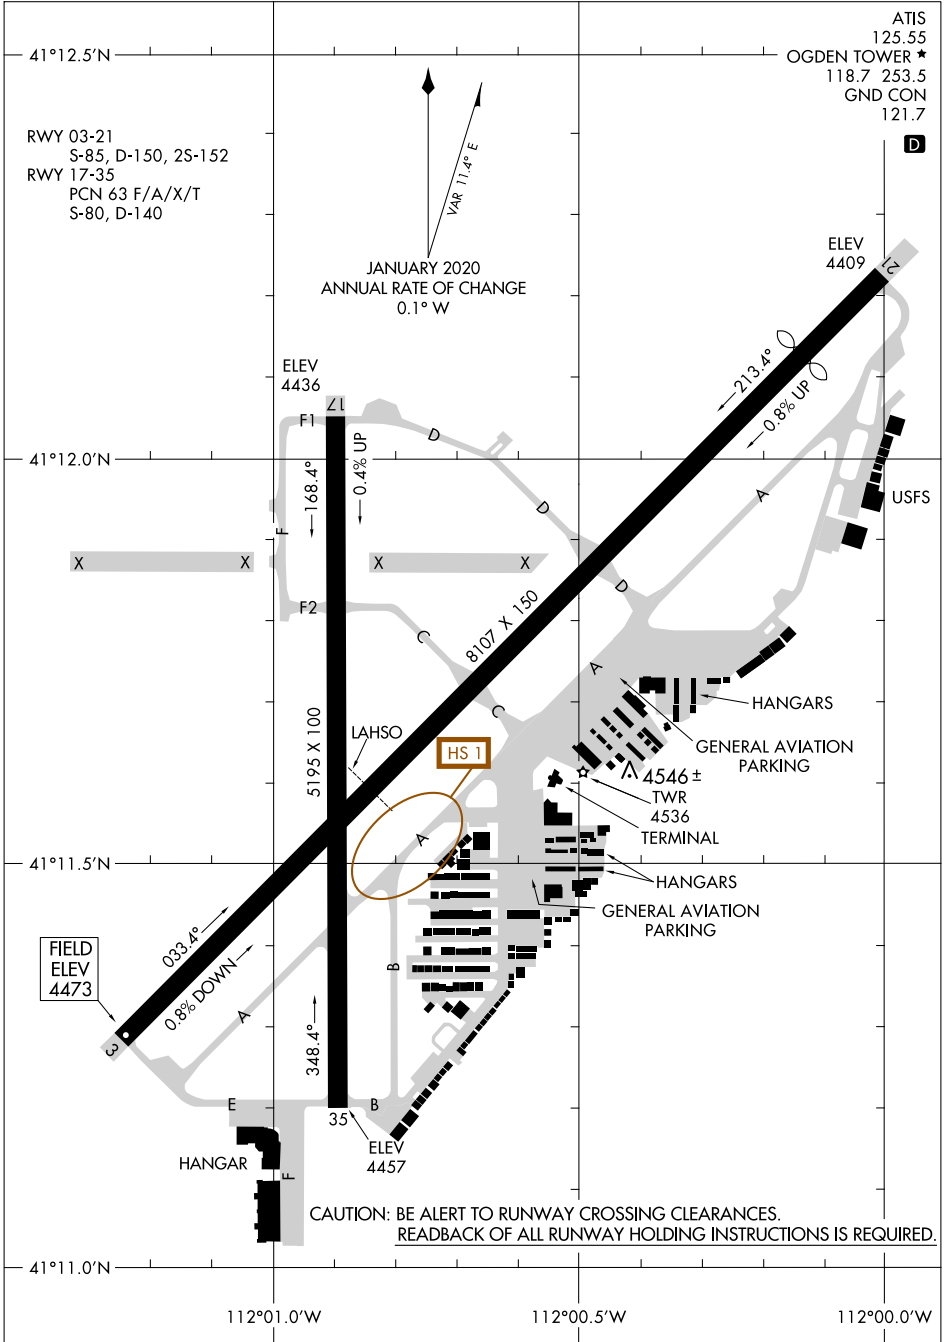 ATIS
125.55
OGDEN TOWER ★
118.7 253.5
GND CON
121.7
D
41°12.5'N
RWY 03-21
S-85, D-150, 2S-152
RWY 17-35
PCN 63 F/A/X/T
S-80, D-140
VAR 11.4° E
JANUARY 2020
ANNUAL RATE OF CHANGE
0.1° W
ELEV
4409
21
ELEV
4436
17
213.4°
0.8% UP
F1
D
41°12.0'N
168.4°
0.4% UP
A
USFS
D
F
X
X
X
X
D
F2
C
8107 X 150
A
C
HANGARS
GENERAL AVIATION
PARKING
5195 X 100
LAHSO
HS 1
4546 ±
TWR
4536
TERMINAL
A
41°11.5'N
HANGARS
GENERAL AVIATION
PARKING
033.4°
0.8% DOWN
FIELD
ELEV
4473
B
A
348.4°
3
E
B
35
ELEV
4457
HANGAR
F
CAUTION: BE ALERT TO RUNWAY CROSSING CLEARANCES.
READBACK OF ALL RUNWAY HOLDING INSTRUCTIONS IS REQUIRED.
41°11.0'N
112°01.0'W
112°00.5'W
112°00.0'W